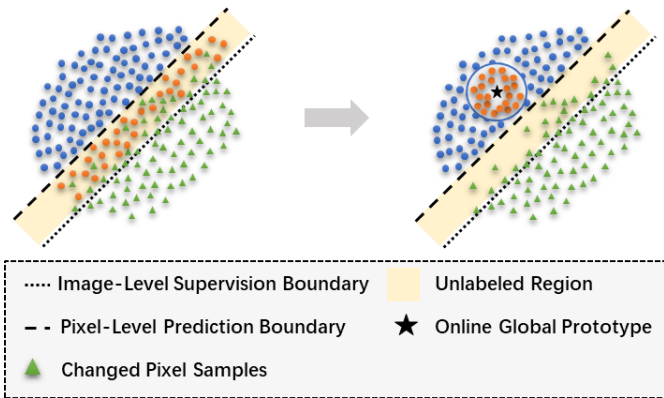 Image-Level Supervision Boundary
Unlabeled Region
Pixel-Level Prediction Boundary
Online Global Prototype
Changed Pixel Samples